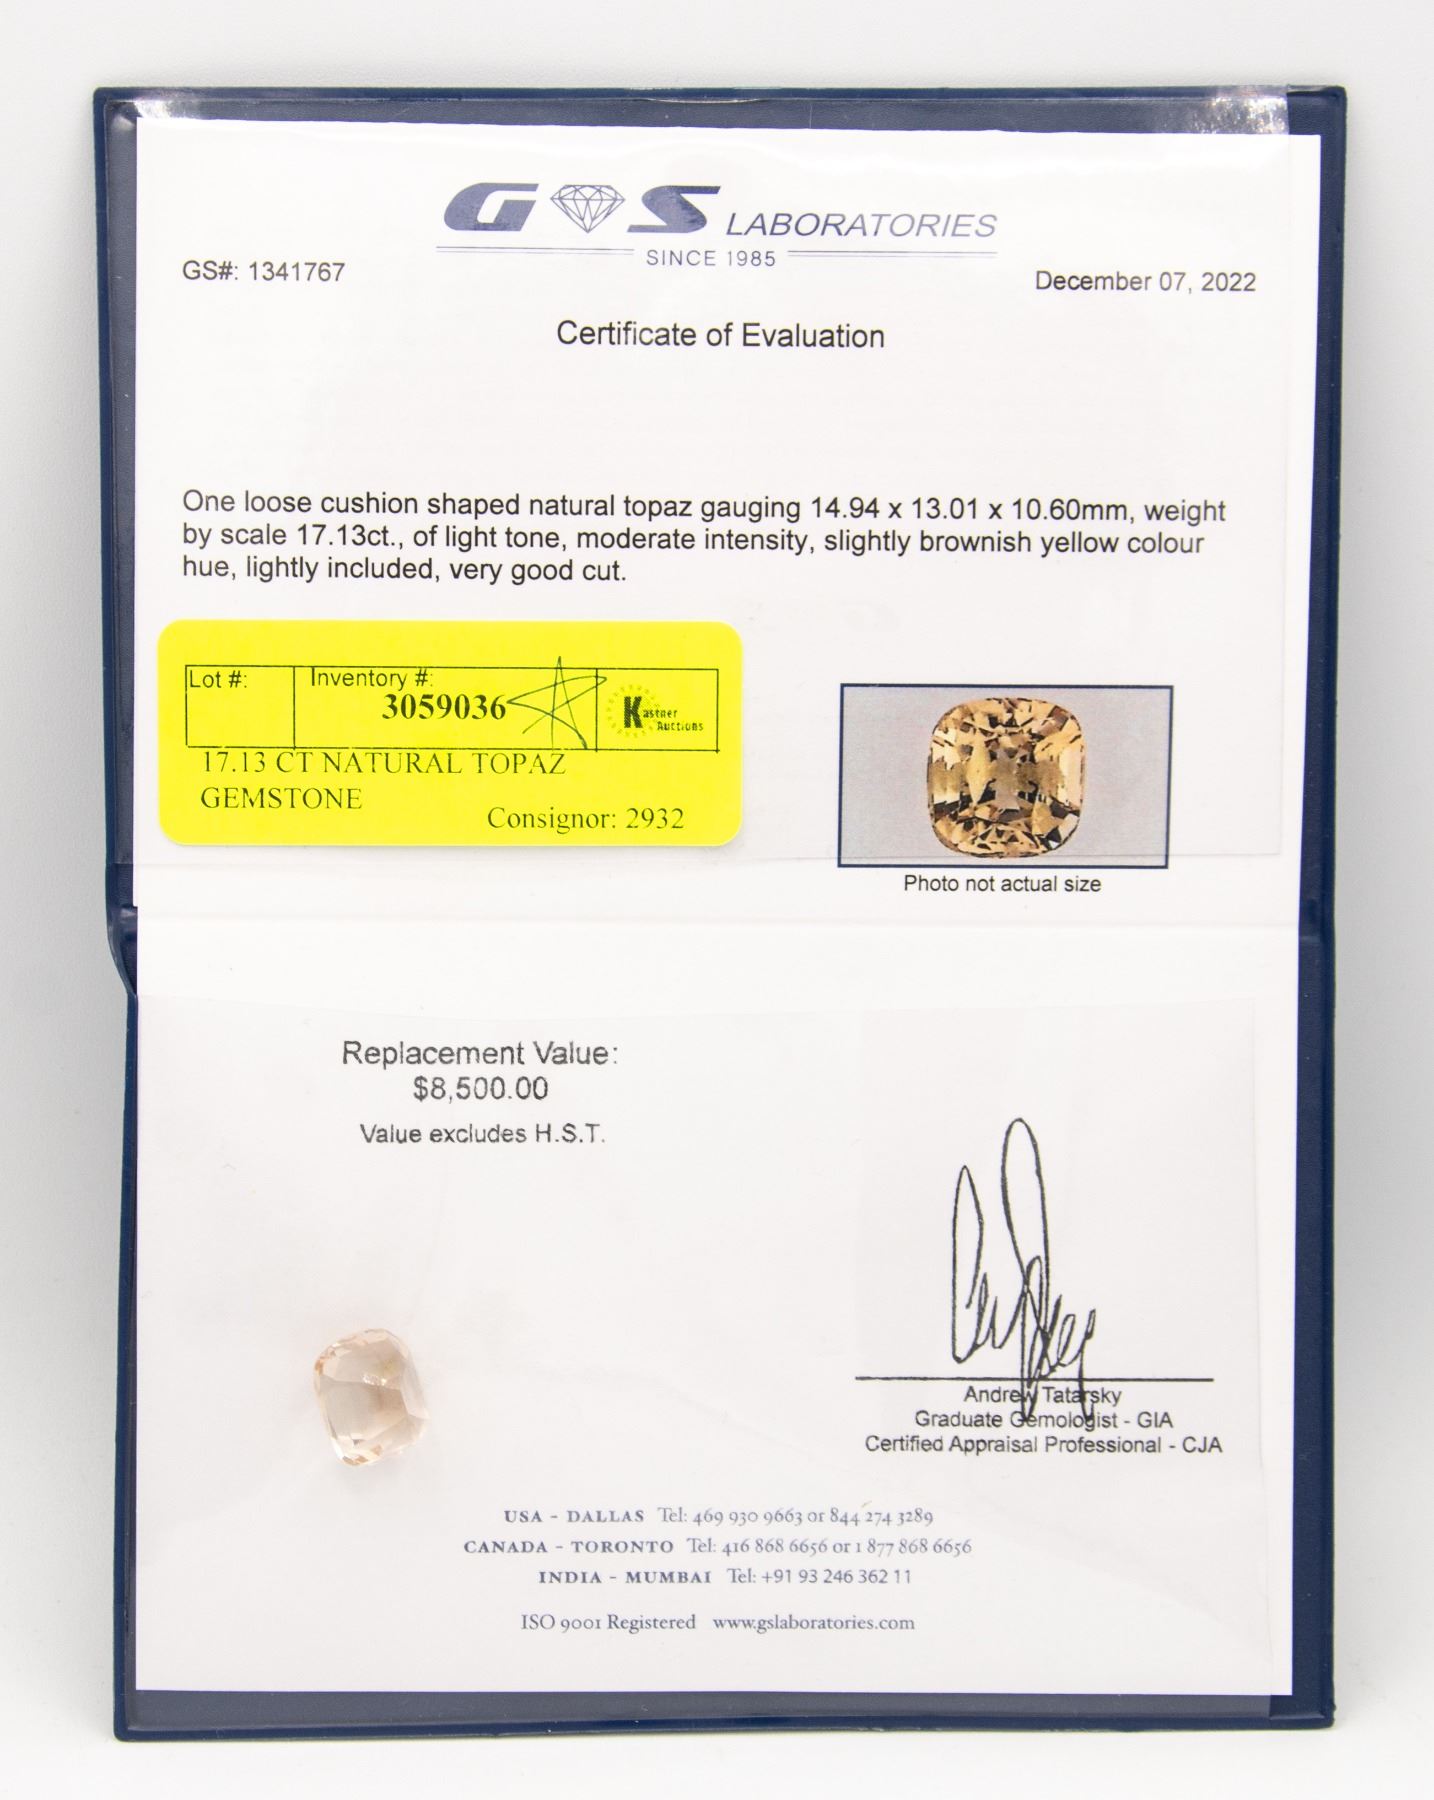 GS LABORATORIES
SINCE 1985
GS#: 1341767
December 07, 2022
Certificate of Evaluation
One loose cushion shaped natural topaz gauging 14.94 x 13.01 x 10.60mm, weight
by scale 17.13ct., of light tone, moderate intensity, slightly brownish yellow colour
hue, lightly included, very good cut.
Lot #:
Inventory #:
3059036
Kastner
Auctions
17.13 CT NATURAL TOPAZ
GEMSTONE
Consignor: 2932
Photo not actual size
Replacement Value:
$8,500.00
Value excludes H.S.T.
Andrew Tatarsky
Graduate Gemologist - GIA
Certified Appraisal Professional - CJA
USA - DALLAS Tel: 469 930 9663 or 844 274 3289
CANADA - TORONTO Tel: 416 868 6656 or 1 877 868 6656
INDIA - MUMBAI Tel: +91 93 246 362 11
ISO 9001 Registered www.gslaboratories.com